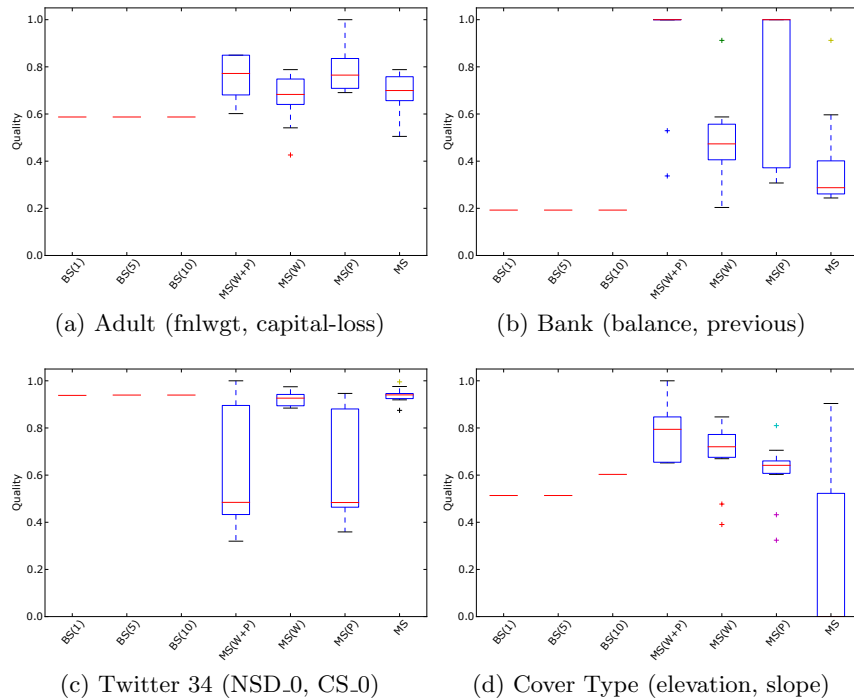 1.0
0.8
0.6
0.4
0.2
0.0
Quality
BS(1) BS(5) BS(10) MS(W+P) MS(W) MS(P) MS
(a) Adult (fnlwgt, capital-loss)
1.0
0.8
0.6
0.4
0.2
0.0
Quality
BS(1) BS(5) BS(10) MS(W+P) MS(W) MS(P) MS
(b) Bank (balance, previous)
1.0
0.8
0.6
0.4
0.2
0.0
Quality
BS(1) BS(5) BS(10) MS(W+P) MS(W) MS(P) MS
(c) Twitter 34 (NSD_0, CS_0)
1.0
0.8
0.6
0.4
0.2
0.0
Quality
BS(1) BS(5) BS(10) MS(W+P) MS(W) MS(P) MS
(d) Cover Type (elevation, slope)